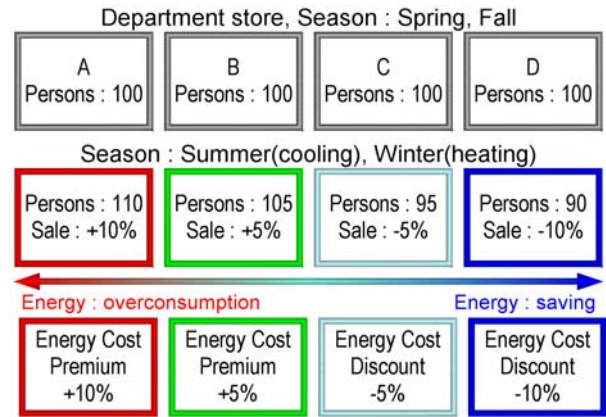 Department store, Season : Spring, Fall
A
Persons : 100
B
Persons : 100
C
Persons : 100
D
Persons : 100
Season : Summer(cooling), Winter(heating)
Persons : 110
Sale : +10%
Persons : 105
Sale : +5%
Persons : 95
Sale : -5%
Persons : 90
Sale : -10%
Energy : overconsumption
Energy : saving
Energy Cost
Premium
+10%
Energy Cost
Premium
+5%
Energy Cost
Discount
-5%
Energy Cost
Discount
-10%